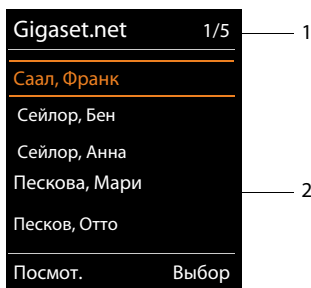 Gigaset.net 1/5 1
Саал, Франк
Сейлор, Бен
Сейлор, Анна
Пескова, Мари
2
Песков, Отто
Посмот. Выбор